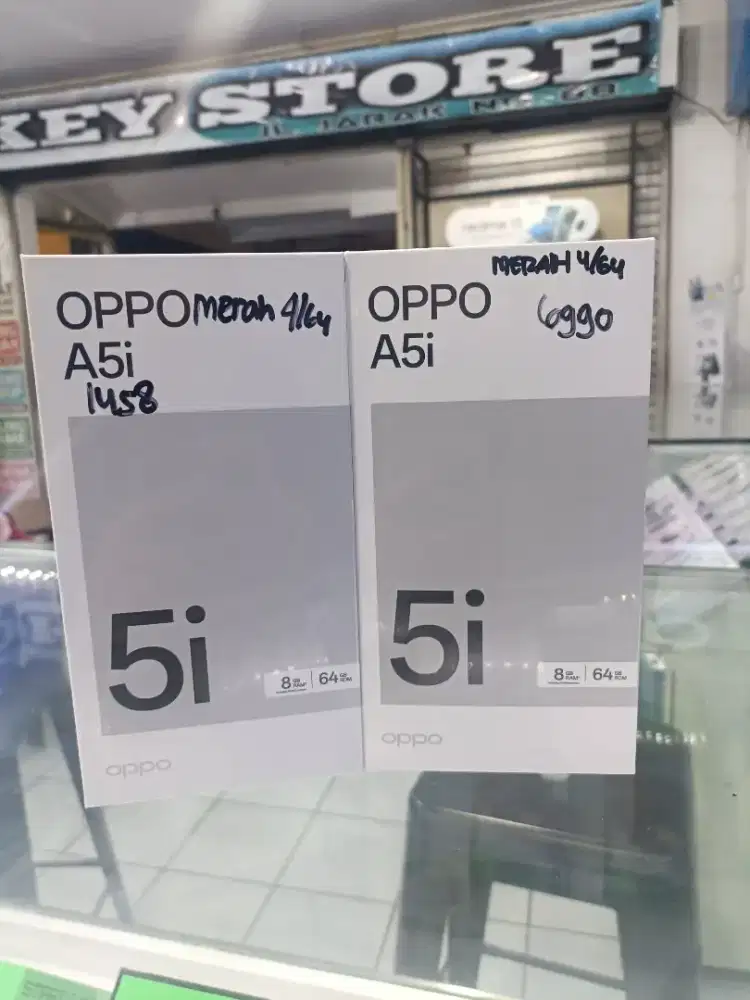 KEY STORE
JL. JARAK NO. 68
OPPO merah 4/64
A5i
1458
5i
8 GB RAM | 64 GB ROM
oppo
MERAH 4/64
OPPO
6990
A5i
5i
8 GB RAM | 64 GB ROM
oppo